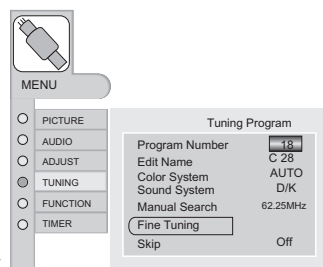 MENU
PICTURE
AUDIO
ADJUST
TUNING
FUNCTION
TIMER
Tuning Program
Program Number 18
Edit Name C 28
Color System AUTO
Sound System D/K
Manual Search 62.25MHz
Fine Tuning
Skip Off